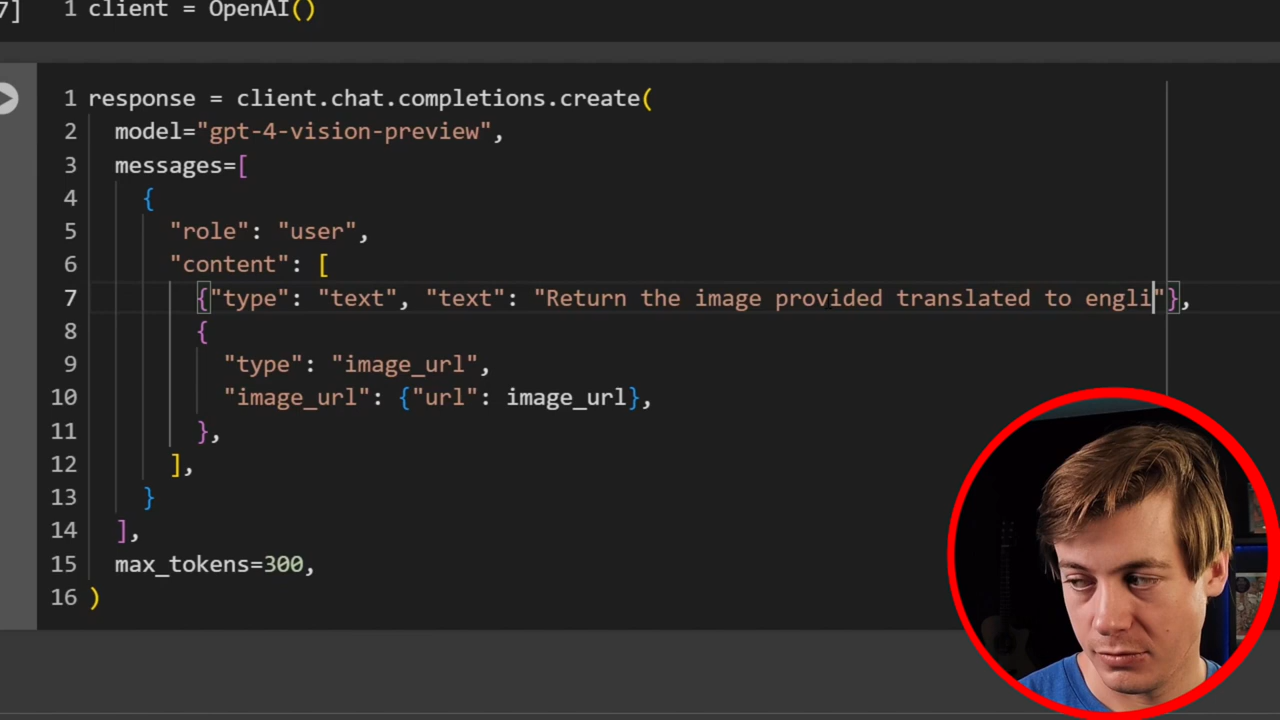 7]
1 client = OpenAI()
1 response = client.chat.completions.create(
2 model="gpt-4-vision-preview",
3 messages=[
4 {
5 "role": "user",
6 "content": [
7 {"type": "text", "text": "Return the image provided translated to engli"},
8 {
9 "type": "image_url",
10 "image_url": {"url": image_url},
11 },
12 ],
13 }
14 ],
15 max_tokens=300,
16 )